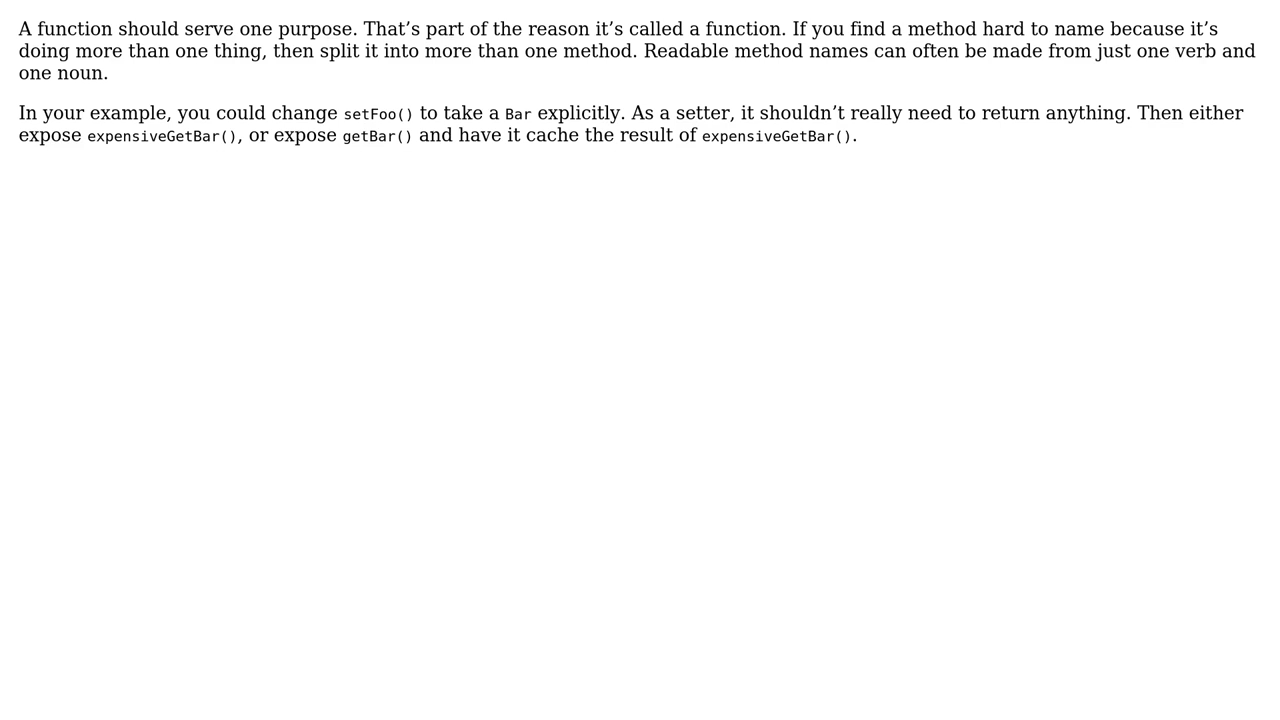 A function should serve one purpose. That’s part of the reason it’s called a function. If you find a method hard to name because it’s
doing more than one thing, then split it into more than one method. Readable method names can often be made from just one verb and
one noun.
In your example, you could change setFoo() to take a Bar explicitly. As a setter, it shouldn’t really need to return anything. Then either
expose expensiveGetBar(), or expose getBar() and have it cache the result of expensiveGetBar().